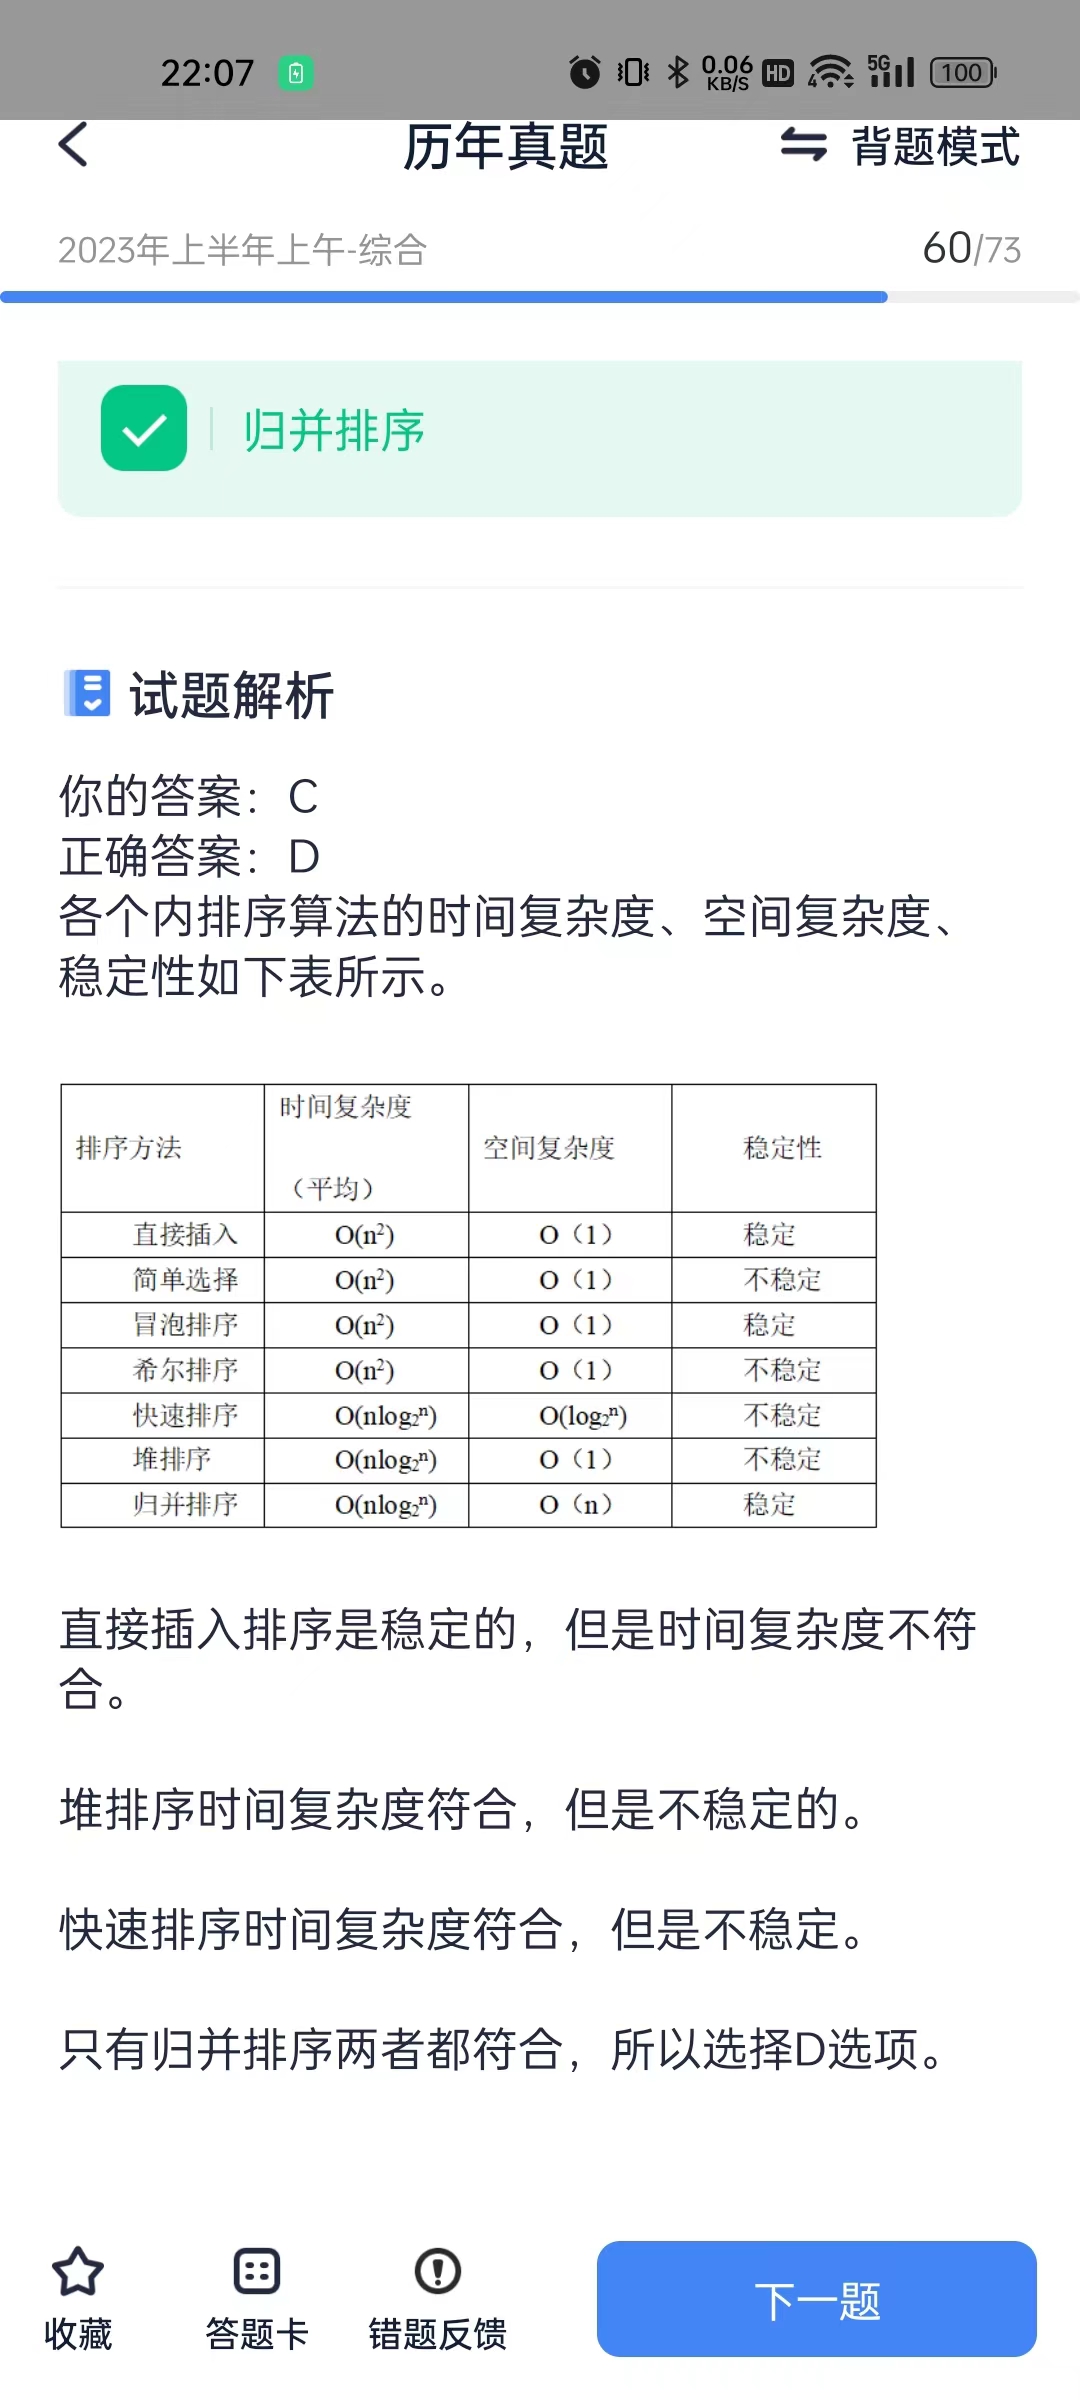 22:07
0.06 KB/S HD 4 5G 100
历年真题 背题模式
2023年上半年上午-综合 60/73
归并排序
试题解析
你的答案：C
正确答案：D
各个内排序算法的时间复杂度、空间复杂度、
稳定性如下表所示。
排序方法 时间复杂度（平均） 空间复杂度 稳定性
直接插入 O(n²) O（1） 稳定
简单选择 O(n²) O（1） 不稳定
冒泡排序 O(n²) O（1） 稳定
希尔排序 O(n²) O（1） 不稳定
快速排序 O(nlog₂ⁿ) O(log₂ⁿ) 不稳定
堆排序 O(nlog₂ⁿ) O（1） 不稳定
归并排序 O(nlog₂ⁿ) O（n） 稳定
直接插入排序是稳定的，但是时间复杂度不符
合。
堆排序时间复杂度符合，但是不稳定的。
快速排序时间复杂度符合，但是不稳定。
只有归并排序两者都符合，所以选择D选项。
收藏 答题卡 错题反馈 下一题